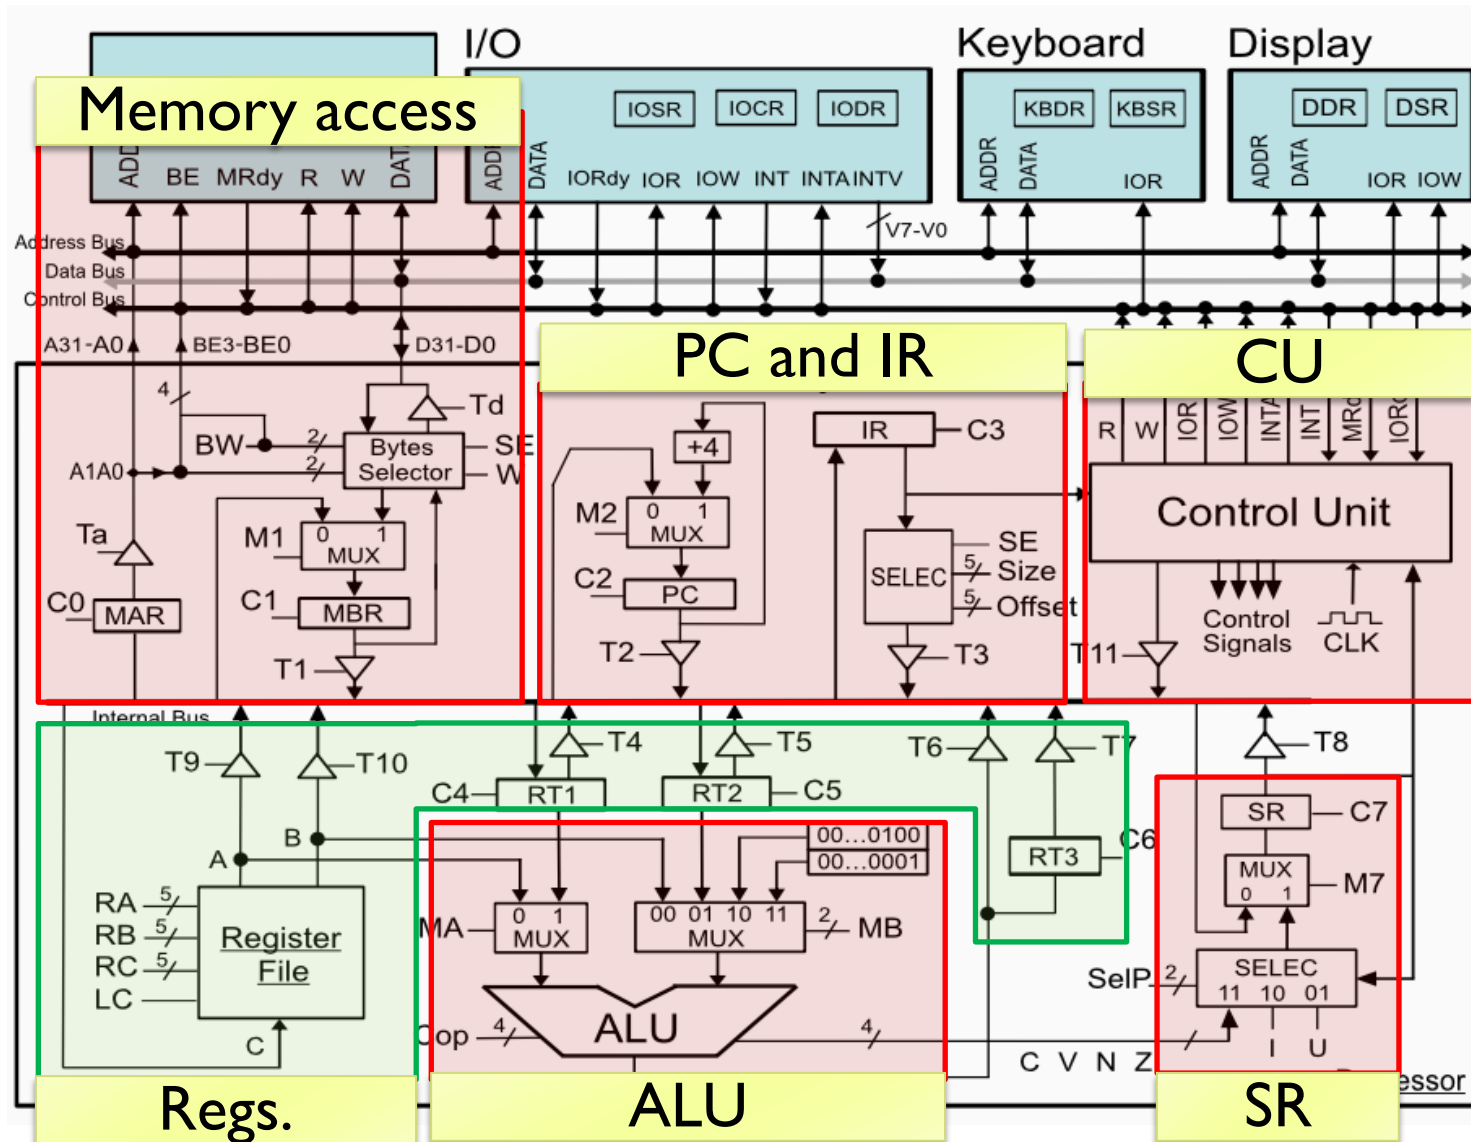 I/O
Keyboard
Display
Memory access
IOSR IOCR IODR
KBDR KBSR
DDR DSR
BE MRdy R W DATA
ADDR DATA IORdy IOR IOW INT INTA INTV
ADDR DATA IOR
ADDR DATA IOR IOW
V7-V0
Address Bus
Data Bus
Control Bus
A31-A0 BE3-BE0 D31-D0
PC and IR
CU
4
Td
BW 2
Bytes Selector
SE
A1A0 2
W
+4
IR C3
R W IOR IOW INTA INT
Control Unit
Ta
M1 0 1 MUX
M2 0 1 MUX
SELEC
SE
5 Size
5 Offset
C0 MAR
C1 MBR
C2 PC
Control Signals
CLK
T1
T2
T3
T11
Internal Bus
T9
T10
T4
T5
T6
T7
T8
C4 RT1
RT2 C5
SR C7
00...0100
00...0001
B
A
RT3 C6
MUX 0 1 M7
RA 5
RB 5
RC 5
LC
Register File
C
MA 0 1 MUX
00 01 10 11 MUX 2 MB
SelP 2
SELEC
11 10 01
4
ALU
4
C V N Z
I U
Regs.
ALU
SR